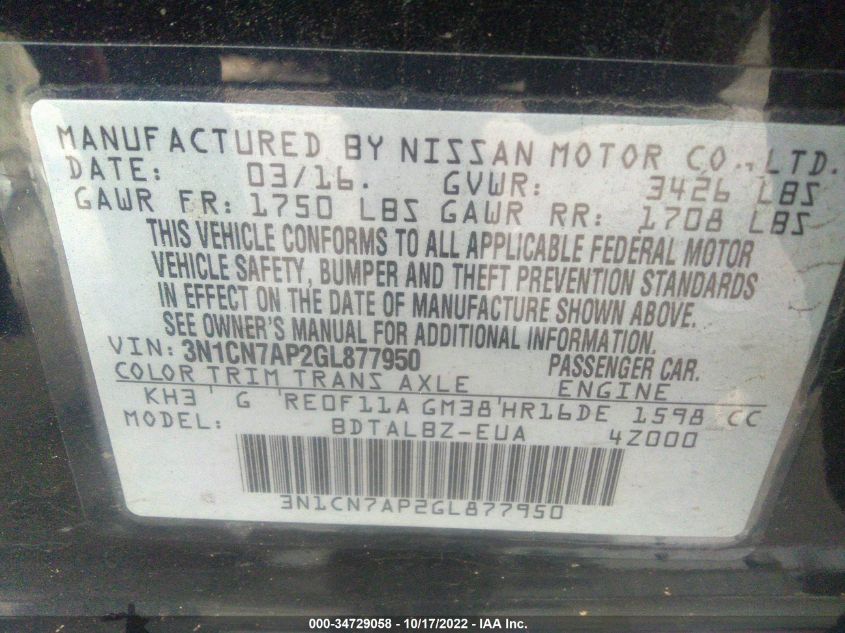 MANUFACTURED BY NISSAN MOTOR CO., LTD.
DATE: 03/16. GVWR: 3426 LBS
GAWR FR: 1750 LBS GAWR RR: 1708 LBS
THIS VEHICLE CONFORMS TO ALL APPLICABLE FEDERAL MOTOR
VEHICLE SAFETY, BUMPER AND THEFT PREVENTION STANDARDS
IN EFFECT ON THE DATE OF MANUFACTURE SHOWN ABOVE.
SEE OWNER'S MANUAL FOR ADDITIONAL INFORMATION.
VIN: 3N1CN7AP2GL877950 PASSENGER CAR.
COLOR TRIM TRANS AXLE ENGINE
KH3 G RE0F11A GM38 HR16DE 1598 CC
MODEL: BDTALBZ-EUA 4Z000
3N1CN7AP2GL877950
000-34729058 - 10/17/2022 - IAA Inc.